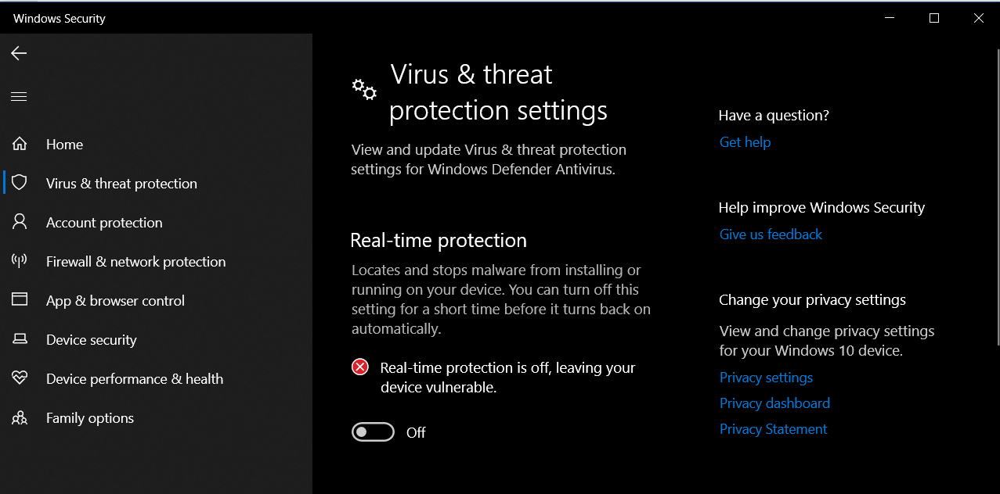 Windows Security
Home
Virus & threat protection
Account protection
Firewall & network protection
App & browser control
Device security
Device performance & health
Family options
Virus & threat
protection settings
View and update Virus & threat protection
settings for Windows Defender Antivirus.
Real-time protection
Locates and stops malware from installing or
running on your device. You can turn off this
setting for a short time before it turns back on
automatically.
Real-time protection is off, leaving your
device vulnerable.
Off
Have a question?
Get help
Help improve Windows Security
Give us feedback
Change your privacy settings
View and change privacy settings
for your Windows 10 device.
Privacy settings
Privacy dashboard
Privacy Statement